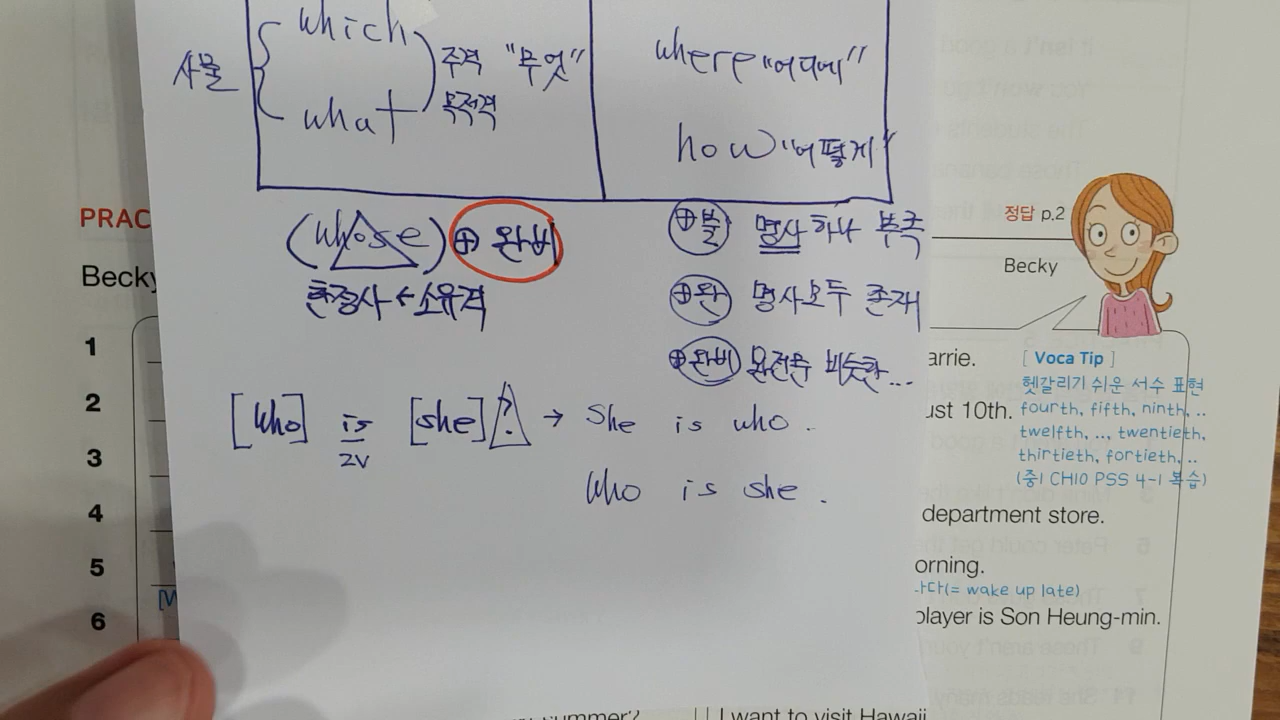 which
사물
what
주격 "무엇"
목적격
where "어디에"
how "어떻게"
(whose) ⊕ 완비
한정사 ← 소유격
⊕불 명사 하나 부족
⊕완 명사 모두 존재
⊕완비 완전은 비슷한...
[Who] is [she] ? → She is who.
2V
Who is she.
PRAC
정답 p.2
Becky
Becky
1
2
3
4
5
6
arrie.
ust 10th.
department store.
orning.
(= wake up late)
player is Son Heung-min.
I want to visit Hawaii
[ Voca Tip ]
헷갈리기 쉬운 서수 표현
fourth, fifth, ninth, ..
twelfth, .., twentieth,
thirtieth, fortieth, ..
(중1 CH10 PSS 4-1 복습)